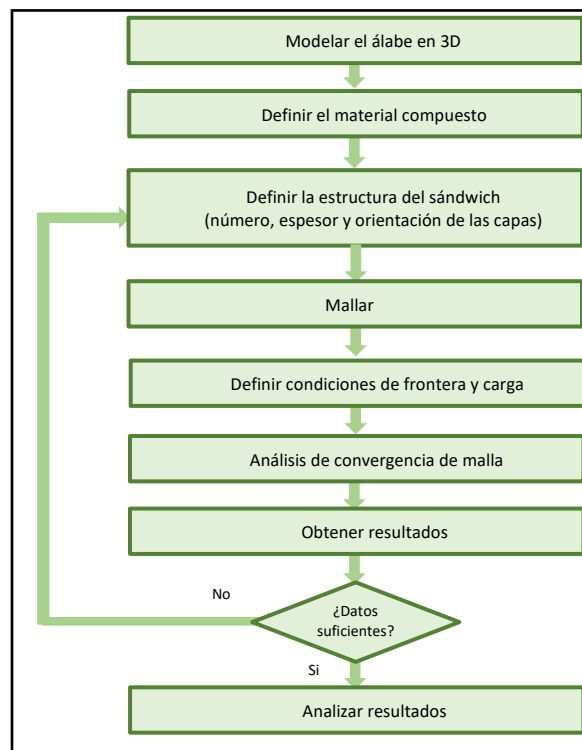 Modelar el álabe en 3D
Definir el material compuesto
Definir la estructura del sándwich
(número, espesor y orientación de las capas)
Mallar
Definir condiciones de frontera y carga
Análisis de convergencia de malla
Obtener resultados
No
¿Datos
suficientes?
Si
Analizar resultados